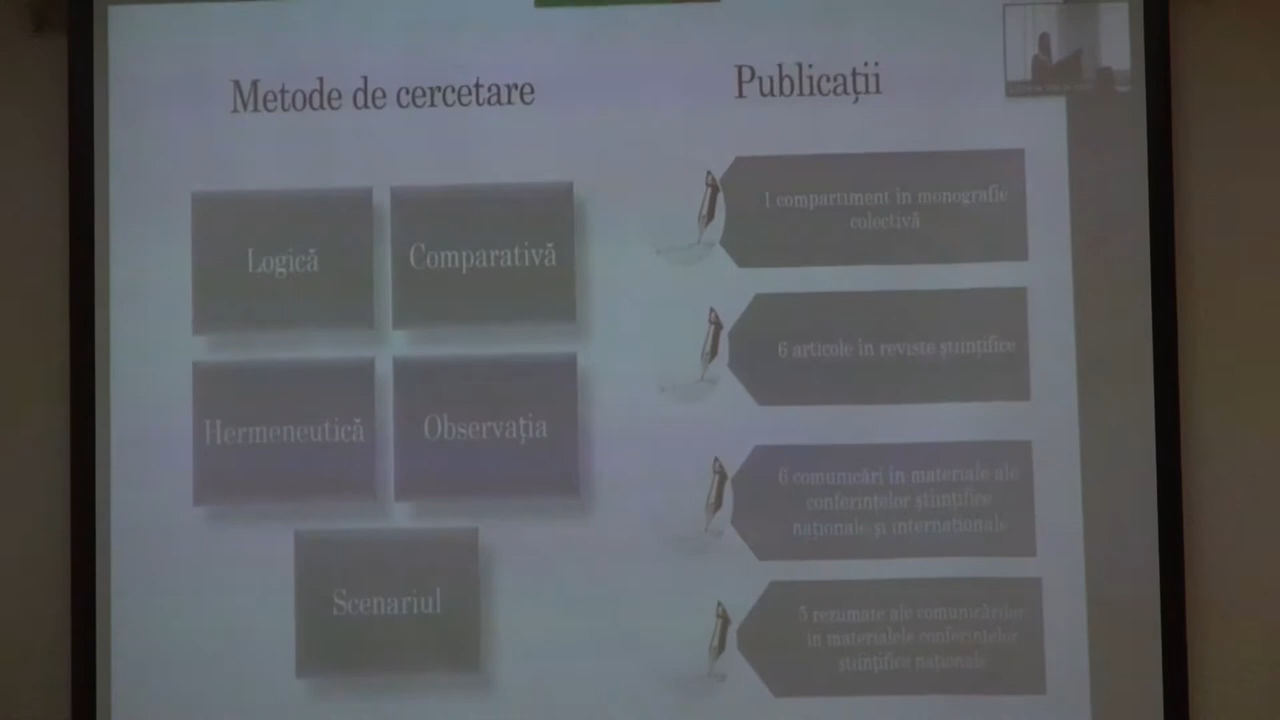 Metode de cercetare
Logică
Comparativă
Hermeneutică
Observația
Scenariul
Publicații
1 compartiment în monografie
colectivă
6 articole în reviste științifice
6 comunicări în materiale ale
conferințelor științifice
naționale și internaționale
5 rezumate ale comunicărilor
în materialele conferințelor
științifice naționale